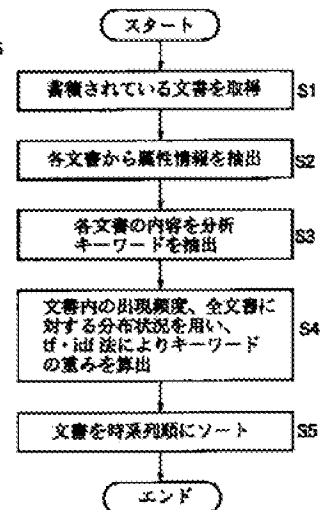 スタート
蓄積されている文書を取得
S1
各文書から属性情報を抽出
S2
各文書の内容を分析
キーワードを抽出
S3
文書内の出現頻度、全文書に
対する分布状況を用い、
tf・idf 法によりキーワード
の重みを算出
S4
文書を時系列順にソート
S5
エンド